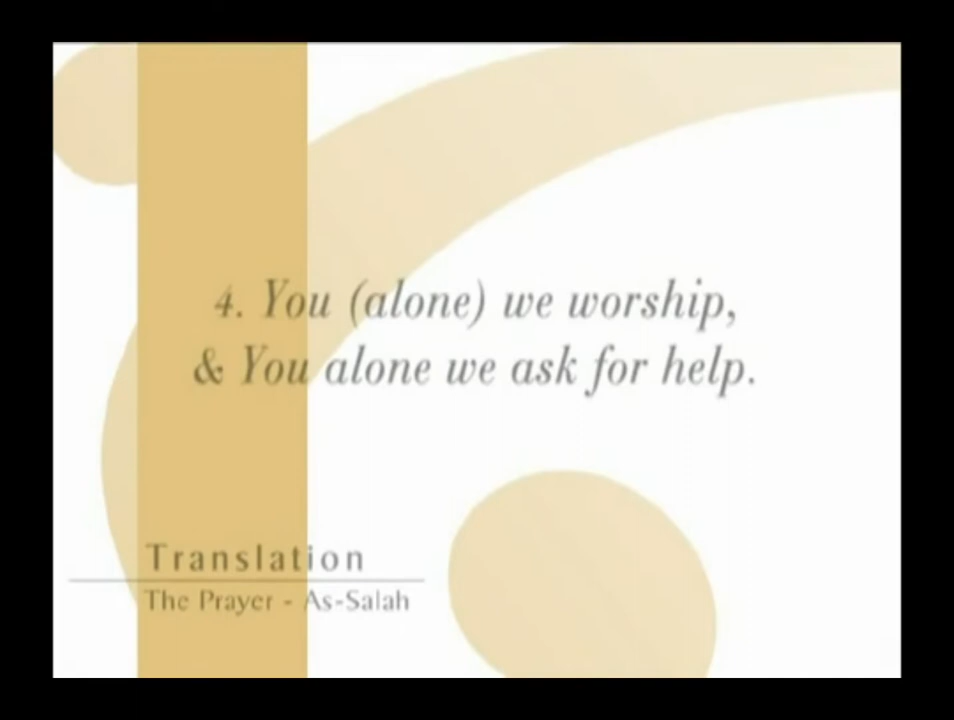 4. You (alone) we worship,
& You alone we ask for help.
Translation
The Prayer - As-Salah